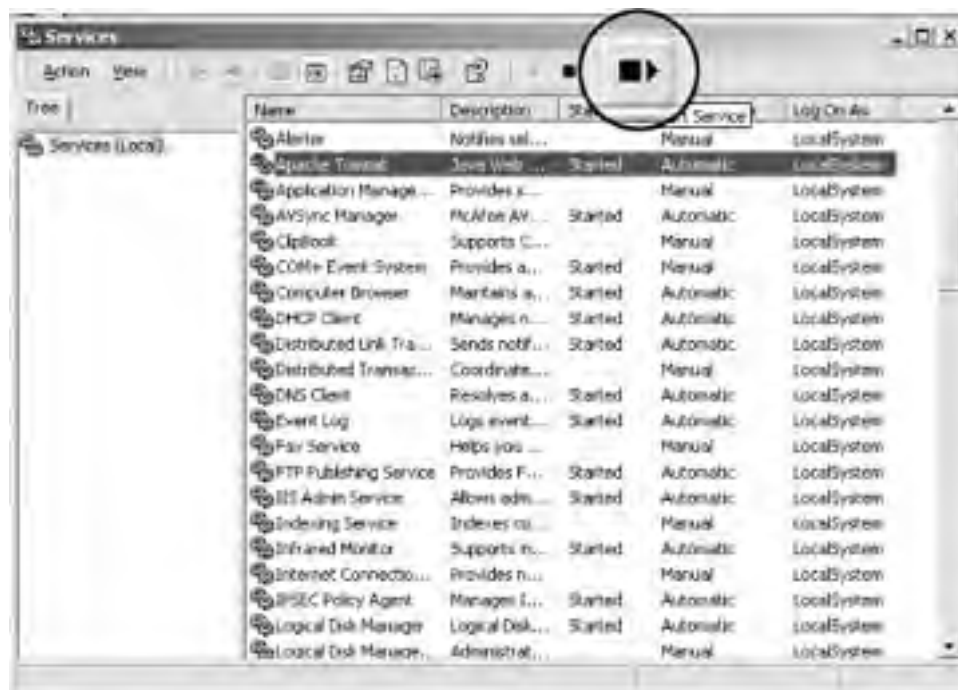 Services
Action View
Tree
Name Description Log On As
Service
Services (Local)
Alerter Notifies sel... Manual LocalSystem
Apache Tomcat Java Web ... Started Automatic LocalSystem
Application Manage... Provides s... Manual LocalSystem
AVSync Manager McAfee AV... Started Automatic LocalSystem
ClipBook Supports C... Manual LocalSystem
COM+ Event System Provides a... Started Manual LocalSystem
Computer Browser Maintains a... Started Automatic LocalSystem
DHCP Client Manages n... Started Automatic LocalSystem
Distributed Link Tra... Sends notif... Started Automatic LocalSystem
Distributed Transac... Coordinate... Manual LocalSystem
DNS Client Resolves a... Started Automatic LocalSystem
Event Log Logs event... Started Automatic LocalSystem
Fax Service Helps you ... Manual LocalSystem
FTP Publishing Service Provides F... Started Automatic LocalSystem
IIS Admin Service Allows adm... Started Automatic LocalSystem
Indexing Service Indexes co... Manual LocalSystem
Infrared Monitor Supports in... Started Automatic LocalSystem
Internet Connectio... Provides n... Manual LocalSystem
IPSEC Policy Agent Manages I... Started Automatic LocalSystem
Logical Disk Manager Logical Disk... Started Automatic LocalSystem
Logical Disk Manage... Administrat... Manual LocalSystem